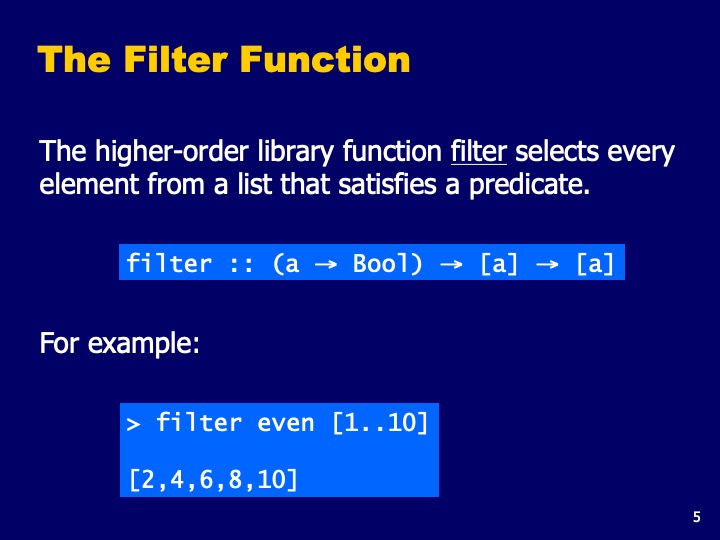 The Filter Function
The higher-order library function filter selects every
element from a list that satisfies a predicate.
filter :: (a → Bool) → [a] → [a]
For example:
> filter even [1..10]
[2,4,6,8,10]
5